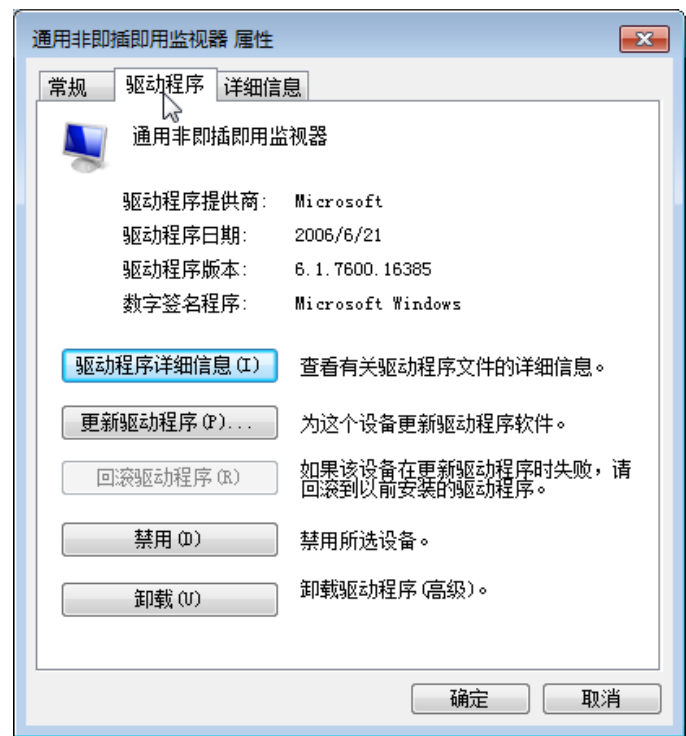 通用非即插即用监视器 属性
常规 驱动程序 详细信息
通用非即插即用监视器
驱动程序提供商: Microsoft
驱动程序日期: 2006/6/21
驱动程序版本: 6.1.7600.16385
数字签名程序: Microsoft Windows
驱动程序详细信息(I) 查看有关驱动程序文件的详细信息。
更新驱动程序(P)... 为这个设备更新驱动程序软件。
回滚驱动程序(R) 如果该设备在更新驱动程序时失败，请
回滚到以前安装的驱动程序。
禁用(D) 禁用所选设备。
卸载(U) 卸载驱动程序(高级)。
确定 取消